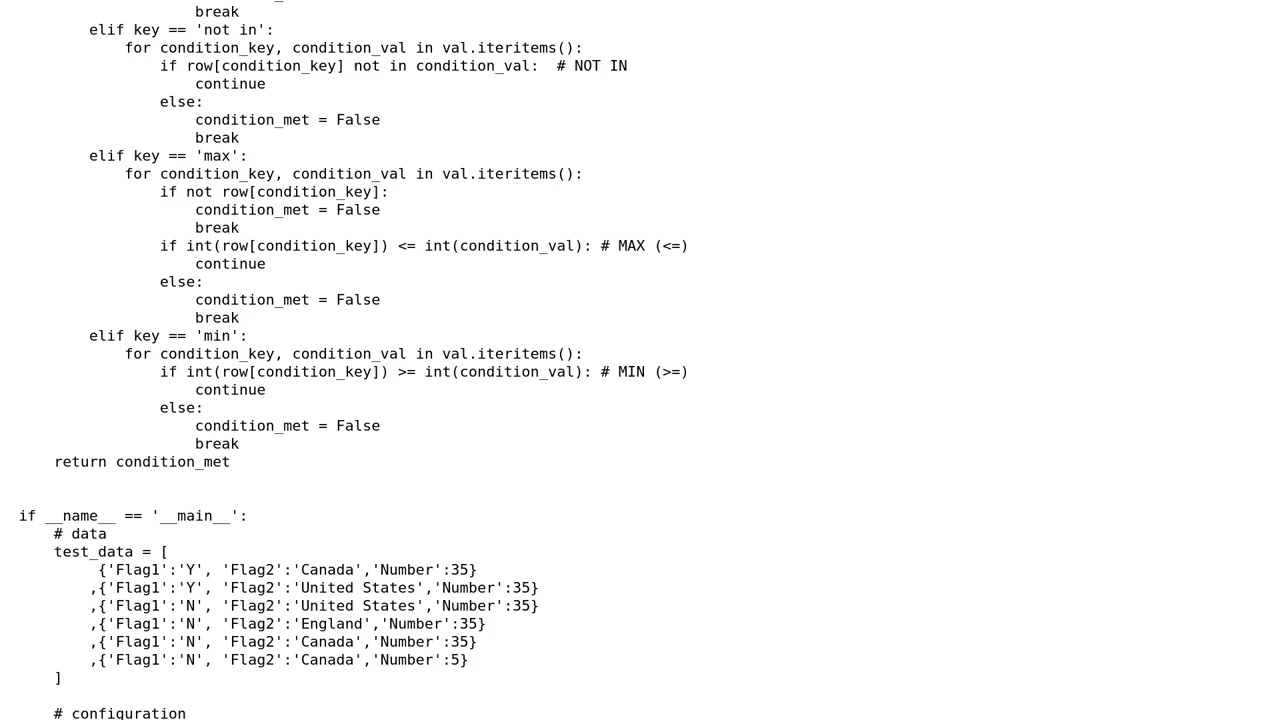 break
        elif key == 'not in':
            for condition_key, condition_val in val.iteritems():
                if row[condition_key] not in condition_val:  # NOT IN
                    continue
                else:
                    condition_met = False
                    break
        elif key == 'max':
            for condition_key, condition_val in val.iteritems():
                if not row[condition_key]:
                    condition_met = False
                    break
                if int(row[condition_key]) <= int(condition_val): # MAX (<=)
                    continue
                else:
                    condition_met = False
                    break
        elif key == 'min':
            for condition_key, condition_val in val.iteritems():
                if int(row[condition_key]) >= int(condition_val): # MIN (>=)
                    continue
                else:
                    condition_met = False
                    break
    return condition_met


if __name__ == '__main__':
    # data
    test_data = [
         {'Flag1':'Y', 'Flag2':'Canada','Number':35}
        ,{'Flag1':'Y', 'Flag2':'United States','Number':35}
        ,{'Flag1':'N', 'Flag2':'United States','Number':35}
        ,{'Flag1':'N', 'Flag2':'England','Number':35}
        ,{'Flag1':'N', 'Flag2':'Canada','Number':35}
        ,{'Flag1':'N', 'Flag2':'Canada','Number':5}
    ]

    # configuration